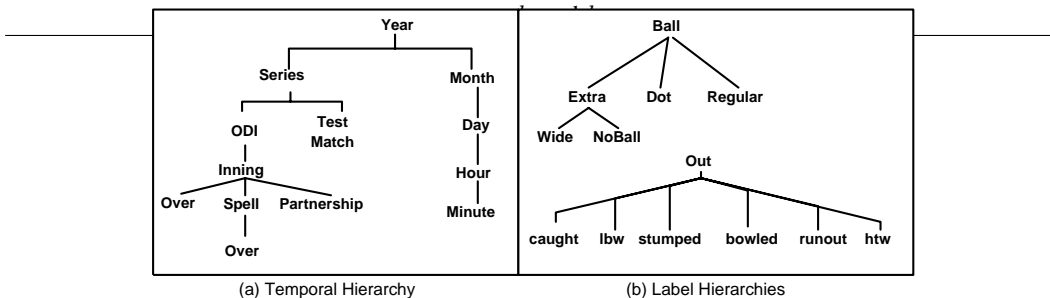 Year
Series
Month
ODI
Test
Match
Day
Inning
Hour
Over Spell Partnership
Minute
Over
(a) Temporal Hierarchy
Ball
Extra Dot Regular
Wide NoBall
Out
caught lbw stumped bowled runout htw
(b) Label Hierarchies